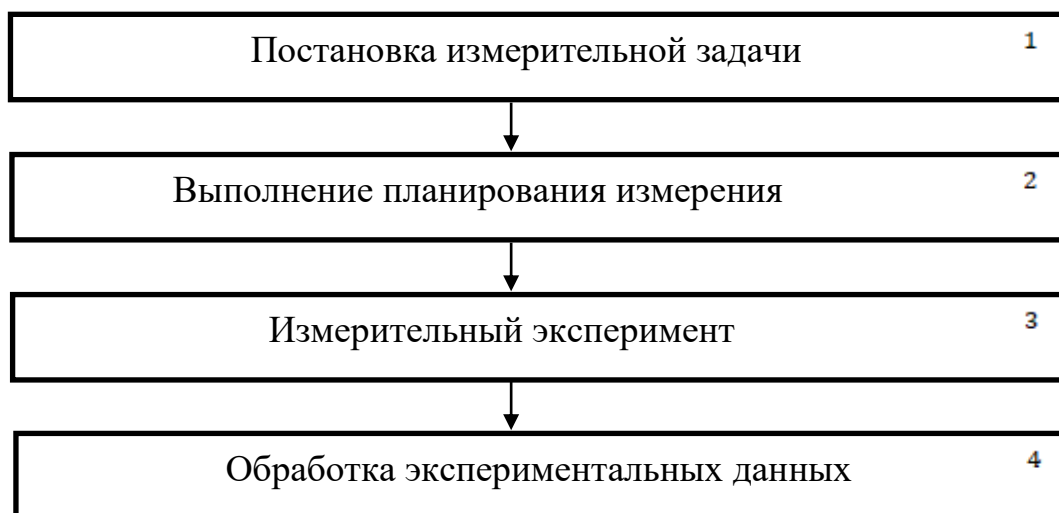 Постановка измерительной задачи 1
Выполнение планирования измерения 2
Измерительный эксперимент 3
Обработка экспериментальных данных 4